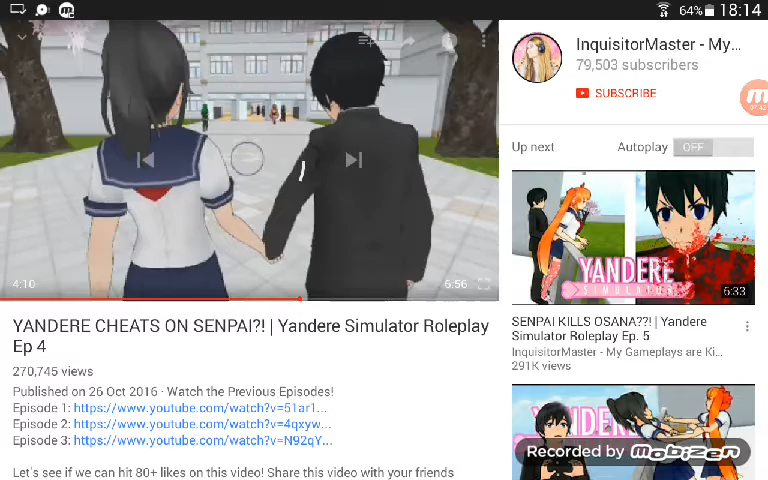 64% 18:14
4:10
6:56
YANDERE CHEATS ON SENPAI?! | Yandere Simulator Roleplay
Ep 4
270,745 views
Published on 26 Oct 2016 · Watch the Previous Episodes!
Episode 1: https://www.youtube.com/watch?v=51ar1...
Episode 2: https://www.youtube.com/watch?v=4qxyw...
Episode 3: https://www.youtube.com/watch?v=N92qY...
Let's see if we can hit 80+ likes on this video! Share this video with your friends
InquisitorMaster - My...
79,503 subscribers
SUBSCRIBE
07:42
Up next
Autoplay OFF
YANDERE
SIMULATOR
6:33
SENPAI KILLS OSANA??! | Yandere
Simulator Roleplay Ep. 5
InquisitorMaster - My Gameplays are Ki...
291K views
Recorded by Mobizen